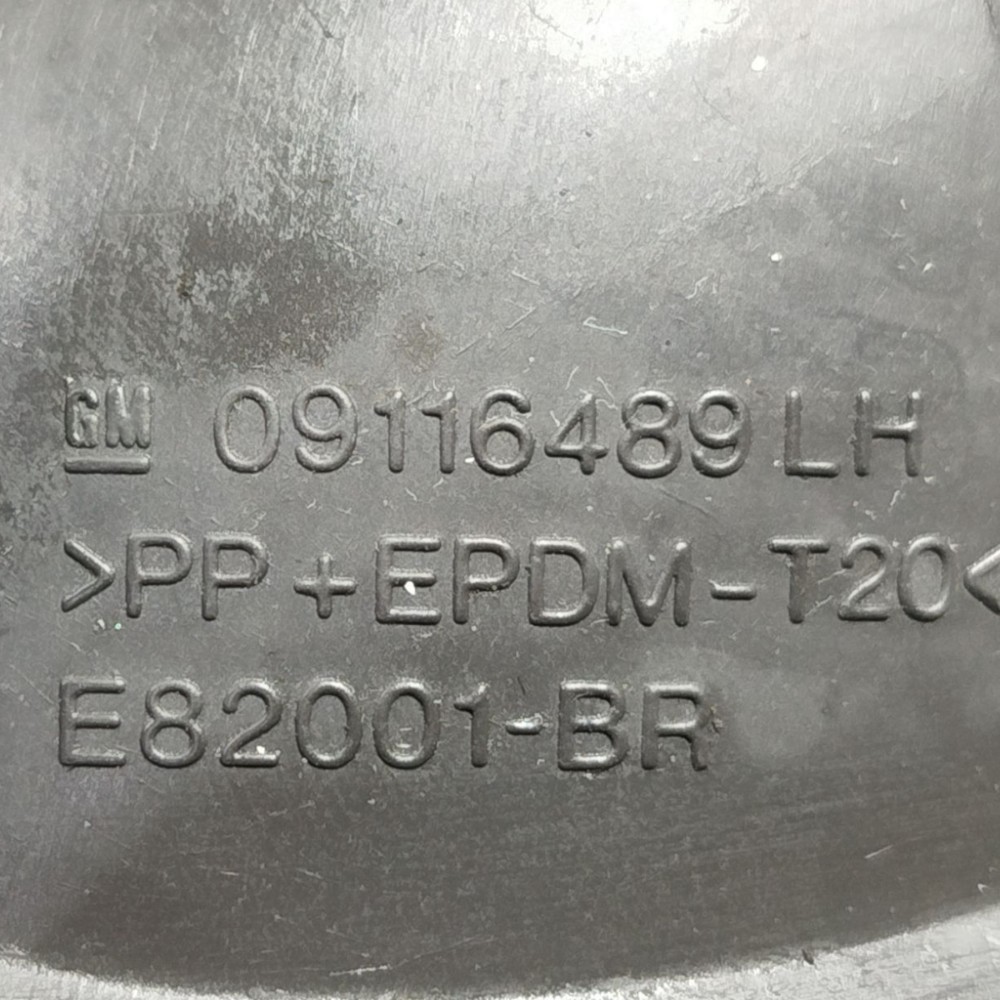 GM 09116489 LH
>PP+EPDM-T20<
E82001-BR